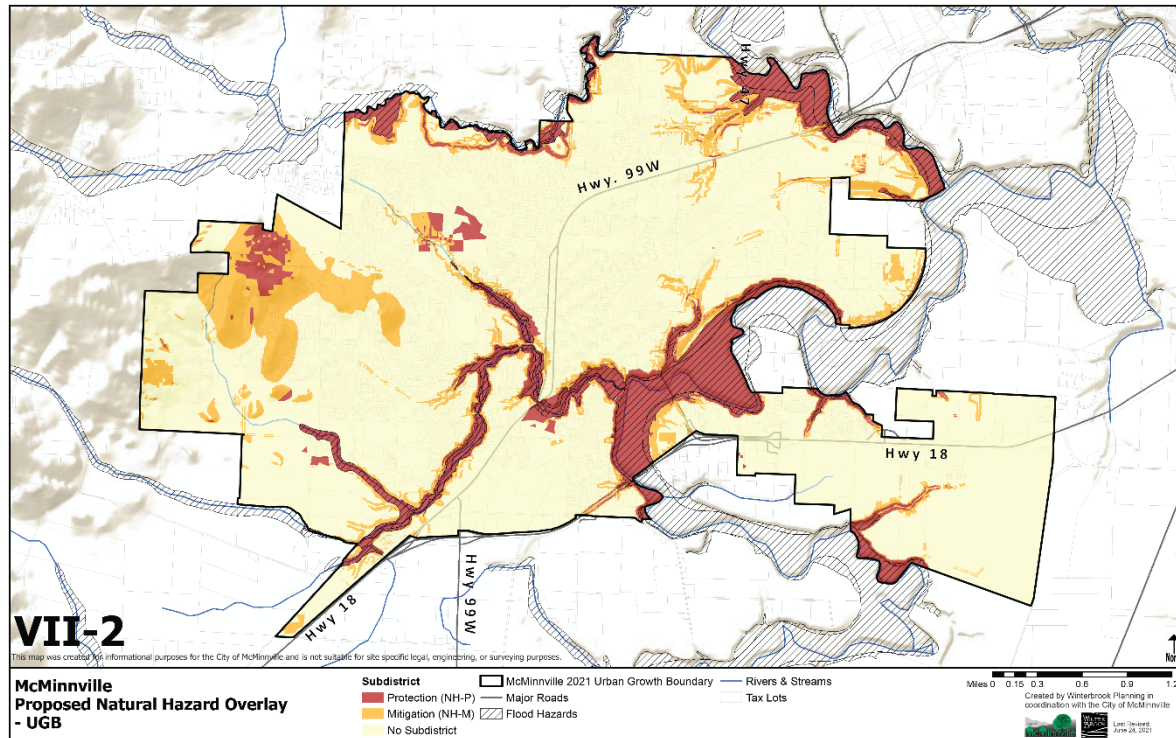 Hwy 47
Hwy. 99W
Hwy 18
Hwy 18
Hwy 99W
VII-2
This map was created for informational purposes for the City of McMinnville and is not suitable for site specific legal, engineering, or surveying purposes.
McMinnville
Proposed Natural Hazard Overlay
- UGB
Subdistrict
Protection (NH-P)
Mitigation (NH-M)
No Subdistrict
McMinnville 2021 Urban Growth Boundary
Major Roads
Flood Hazards
Rivers & Streams
Tax Lots
Miles 0 0.15 0.3 0.6 0.9 1.2
Created by Winterbrook Planning in
coordination with the City of McMinnville
Last Revised:
June 24, 2021